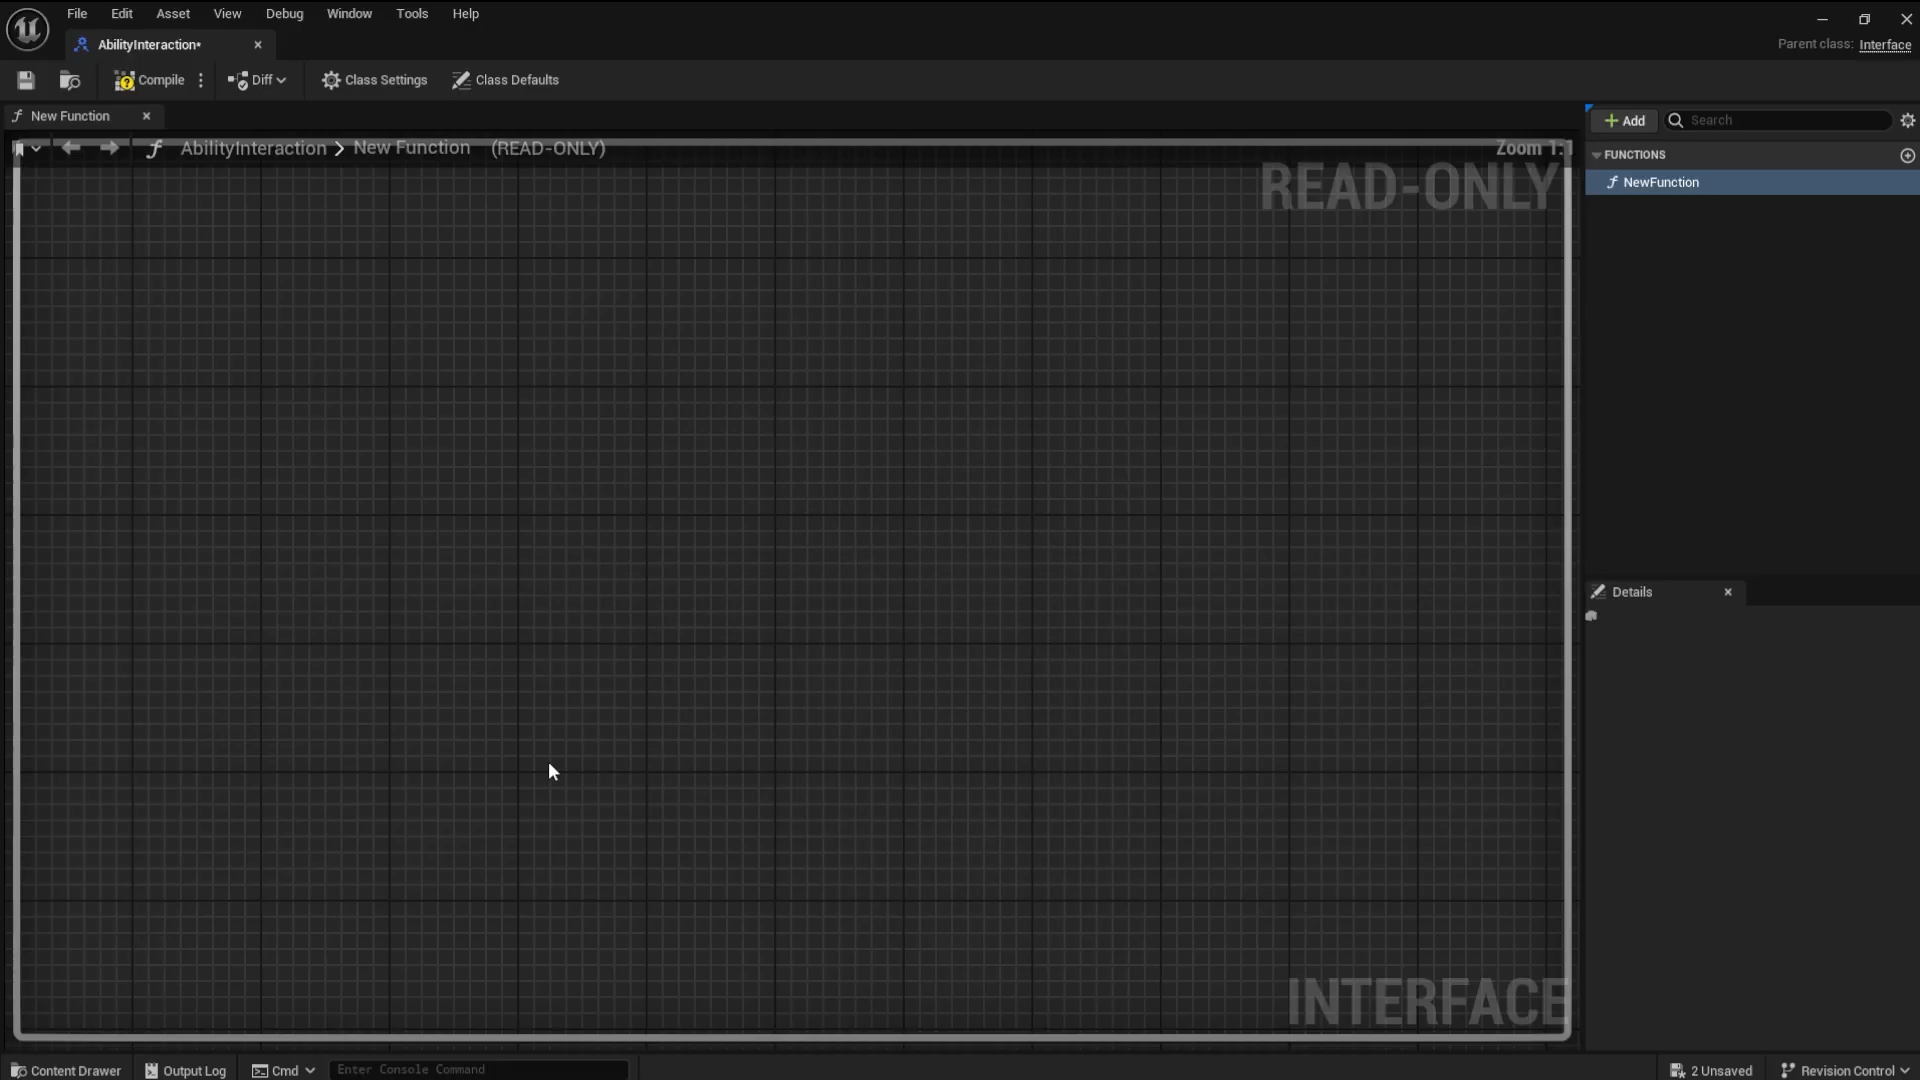 File Edit Asset View Debug Window Tools Help
AbilityInteraction*
Parent class: Interface
Compile Diff Class Settings Class Defaults
New Function
AbilityInteraction > New Function (READ-ONLY)
Zoom 1:1
READ-ONLY
INTERFACE
Add Search
FUNCTIONS
NewFunction
Details
Content Drawer Output Log Cmd Enter Console Command 2 Unsaved Revision Control